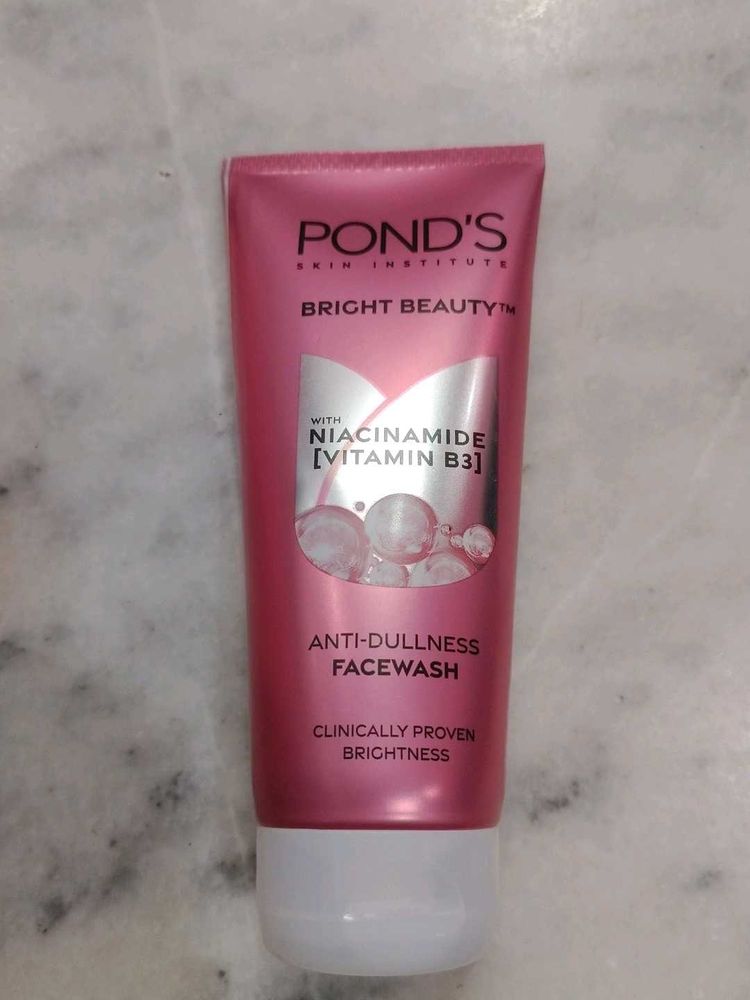 POND'S
SKIN INSTITUTE
BRIGHT BEAUTY™
WITH
NIACINAMIDE
[VITAMIN B3]
ANTI-DULLNESS
FACEWASH
CLINICALLY PROVEN
BRIGHTNESS